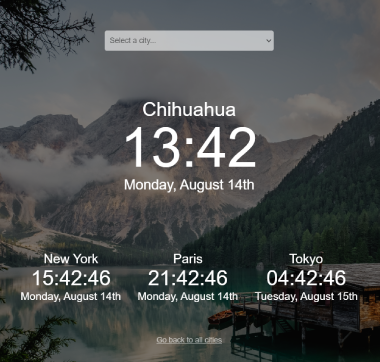 Select a city...
Chihuahua
13:42
Monday, August 14th
New York
15:42:46
Monday, August 14th
Paris
21:42:46
Monday, August 14th
Tokyo
04:42:46
Tuesday, August 15th
Go back to all cities